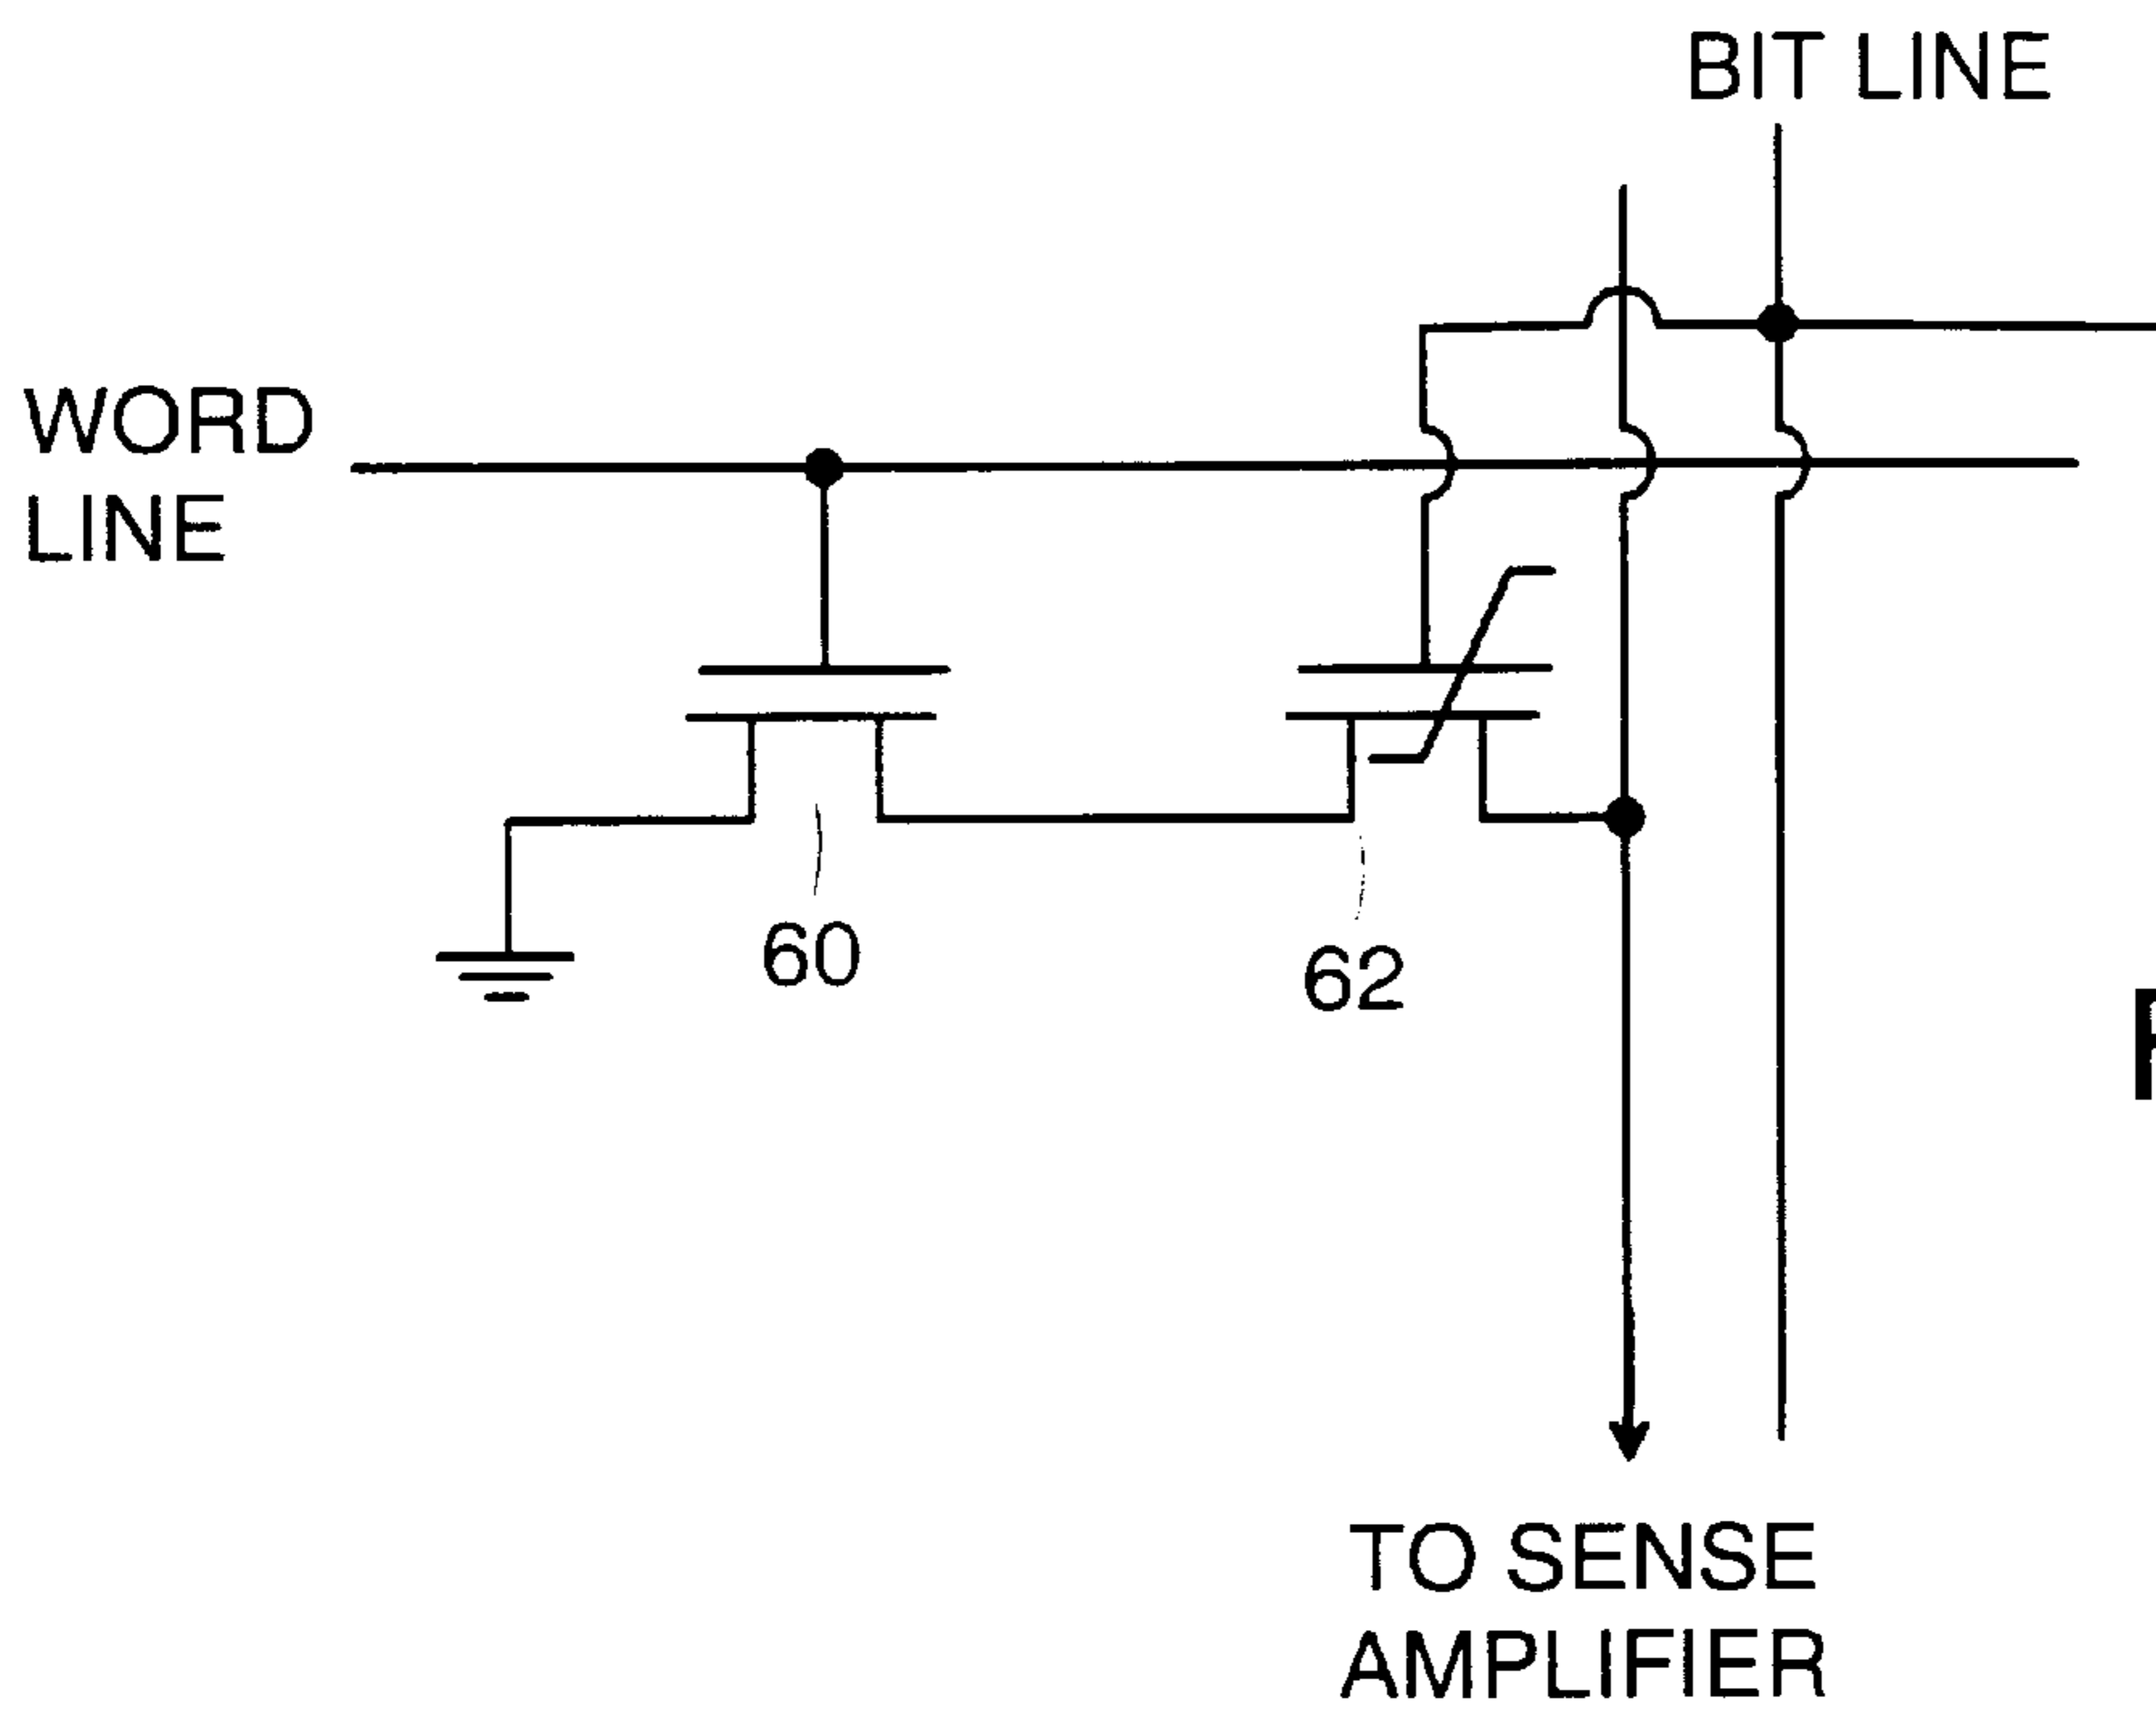 BIT LINE
WORD
LINE
60
62
TO SENSE
AMPLIFIER